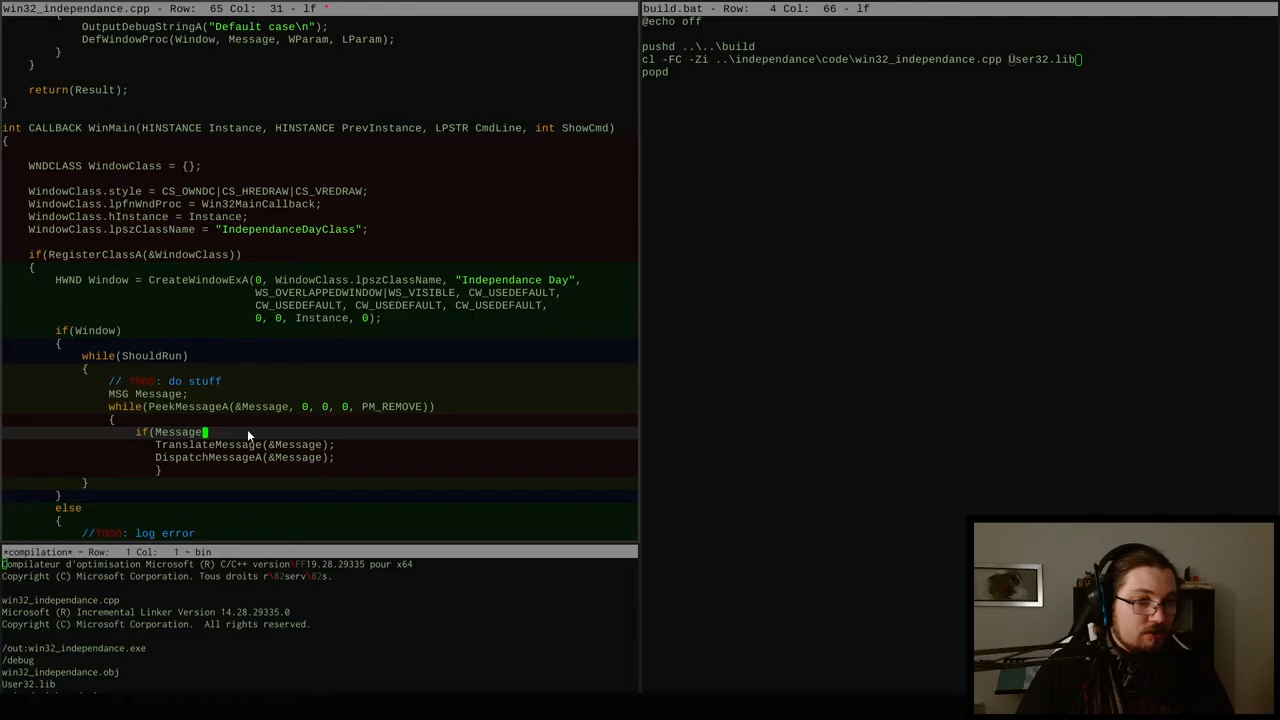 win32_independance.cpp - Row: 65 Col: 31 - lf *
{
OutputDebugStringA("Default case\n");
DefWindowProc(Window, Message, WParam, LParam);
}
}
return(Result);
}
int CALLBACK WinMain(HINSTANCE Instance, HINSTANCE PrevInstance, LPSTR CmdLine, int ShowCmd)
{
WNDCLASS WindowClass = {};
WindowClass.style = CS_OWNDC|CS_HREDRAW|CS_VREDRAW;
WindowClass.lpfnWndProc = Win32MainCallback;
WindowClass.hInstance = Instance;
WindowClass.lpszClassName = "IndependanceDayClass";
if(RegisterClassA(&WindowClass))
{
HWND Window = CreateWindowExA(0, WindowClass.lpszClassName, "Independance Day",
WS_OVERLAPPEDWINDOW|WS_VISIBLE, CW_USEDEFAULT,
CW_USEDEFAULT, CW_USEDEFAULT, CW_USEDEFAULT,
0, 0, Instance, 0);
if(Window)
{
while(ShouldRun)
{
// TODO: do stuff
MSG Message;
while(PeekMessageA(&Message, 0, 0, 0, PM_REMOVE))
{
if(Message
TranslateMessage(&Message);
DispatchMessageA(&Message);
}
}
}
else
{
//TODO: log error
*compilation* - Row: 1 Col: 1 - bin
Compilateur d'optimisation Microsoft (R) C/C++ version\FF19.28.29335 pour x64
Copyright (C) Microsoft Corporation. Tous droits r\82serv\82s.
win32_independance.cpp
Microsoft (R) Incremental Linker Version 14.28.29335.0
Copyright (C) Microsoft Corporation.  All rights reserved.
/out:win32_independance.exe
/debug
win32_independance.obj
User32.lib
build.bat - Row: 4 Col: 66 - lf
@echo off
pushd ..\..\build
cl -FC -Zi ..\independance\code\win32_independance.cpp User32.lib
popd